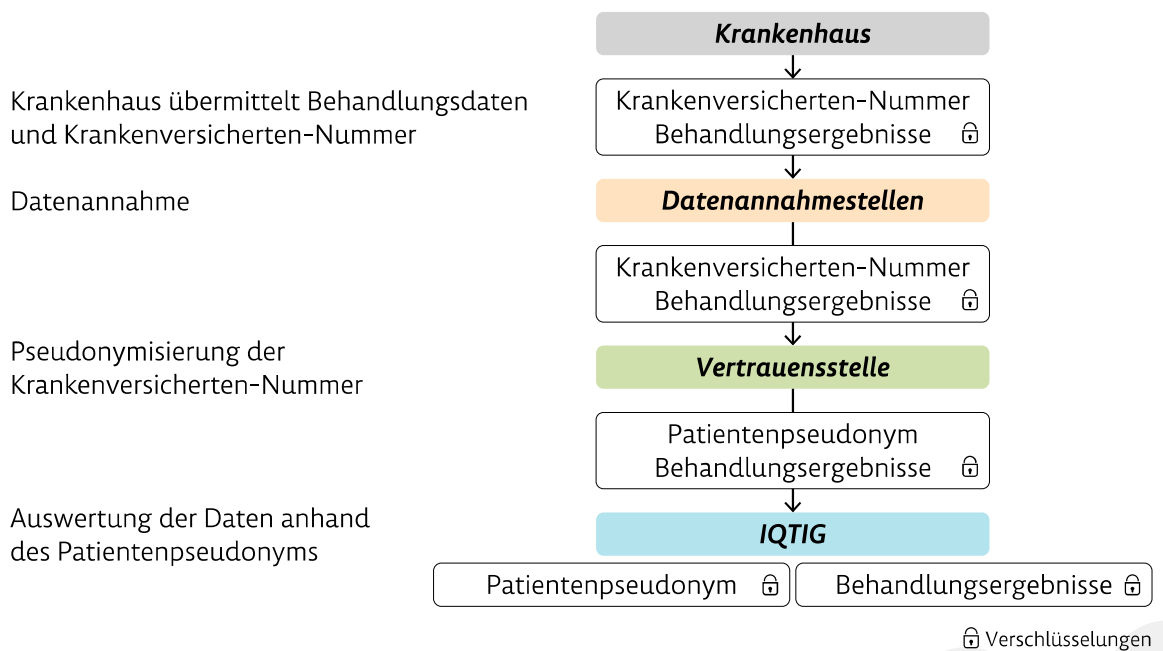 Krankenhaus
Krankenhaus übermittelt Behandlungsdaten
und Krankenversicherten-Nummer
Krankenversicherten-Nummer
Behandlungsergebnisse
Datenannahme
Datenannahmestellen
Krankenversicherten-Nummer
Behandlungsergebnisse
Pseudonymisierung der
Krankenversicherten-Nummer
Vertrauensstelle
Patientenpseudonym
Behandlungsergebnisse
Auswertung der Daten anhand
des Patientenpseudonyms
IQTIG
Patientenpseudonym
Behandlungsergebnisse
Verschlüsselungen